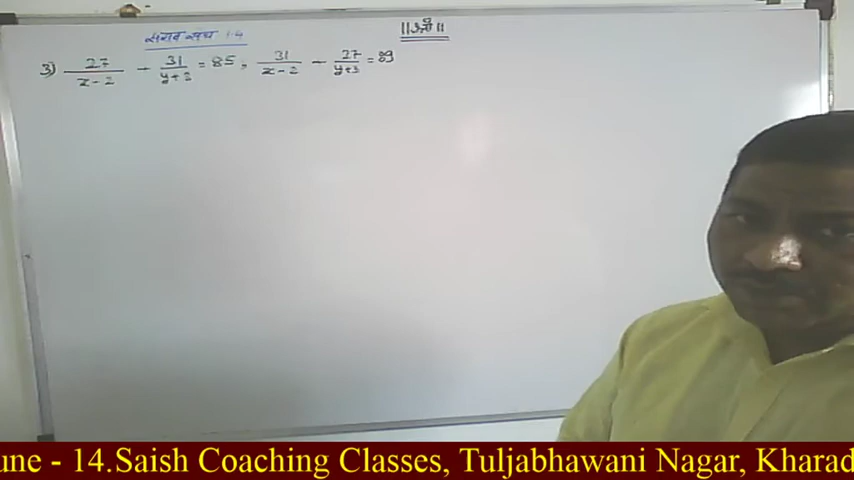 सराव संच 1.4
||श्री||
3) 27/(x-2) + 31/(y+3) = 85, 31/(x-2) + 27/(y+3) = 89
une - 14.Saish Coaching Classes, Tuljabhawani Nagar, Kharad